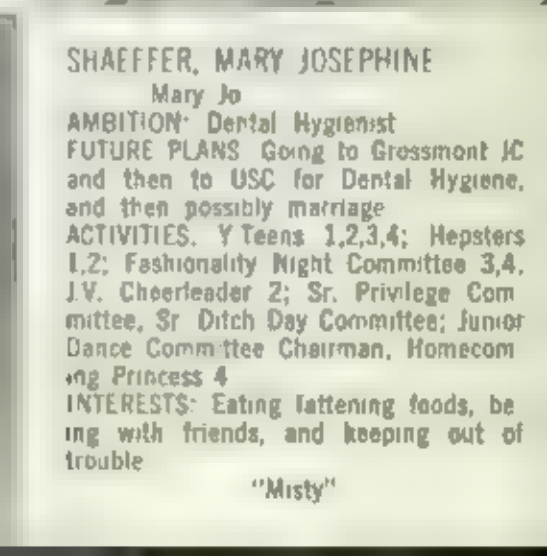 SHAEFFER, MARY JOSEPHINE
Mary Jo
AMBITION: Dental Hygienist
FUTURE PLANS Going to Grossmont JC
and then to USC for Dental Hygiene,
and then possibly marriage
ACTIVITIES. Y Teens 1,2,3,4; Hepsters
1,2; Fashionality Night Committee 3,4,
J.V. Cheerleader 2; Sr. Privilege Com
mittee, Sr Ditch Day Committee; Junior
Dance Committee Chairman, Homecom
ing Princess 4
INTERESTS: Eating fattening foods, be
ing with friends, and keeping out of
trouble
"Misty"